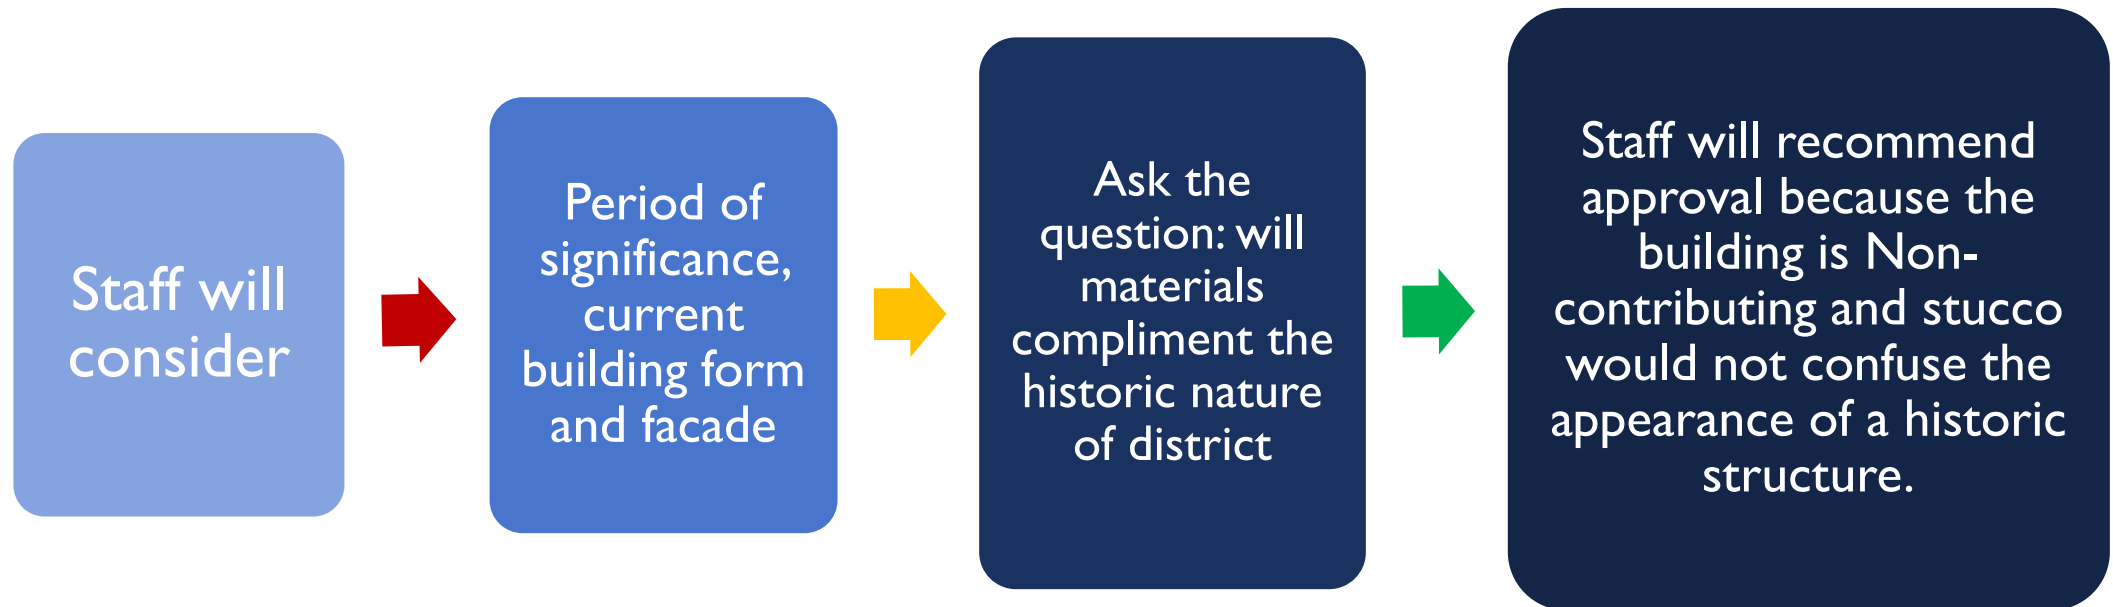 Staff will
consider
Period of
significance,
current
building form
and facade
Ask the
question: will
materials
compliment the
historic nature
of district
Staff will recommend
approval because the
building is Non-
contributing and stucco
would not confuse the
appearance of a historic
structure.